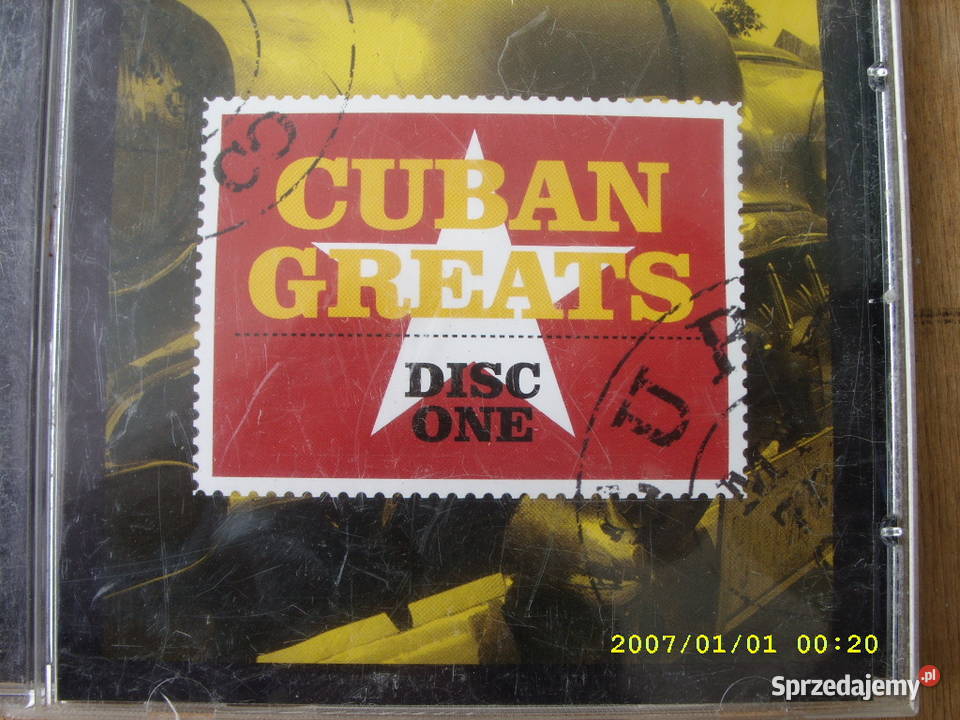 CUBAN
GREATS
DISC
ONE
2007/01/01 00:20
Sprzedajemy.pl